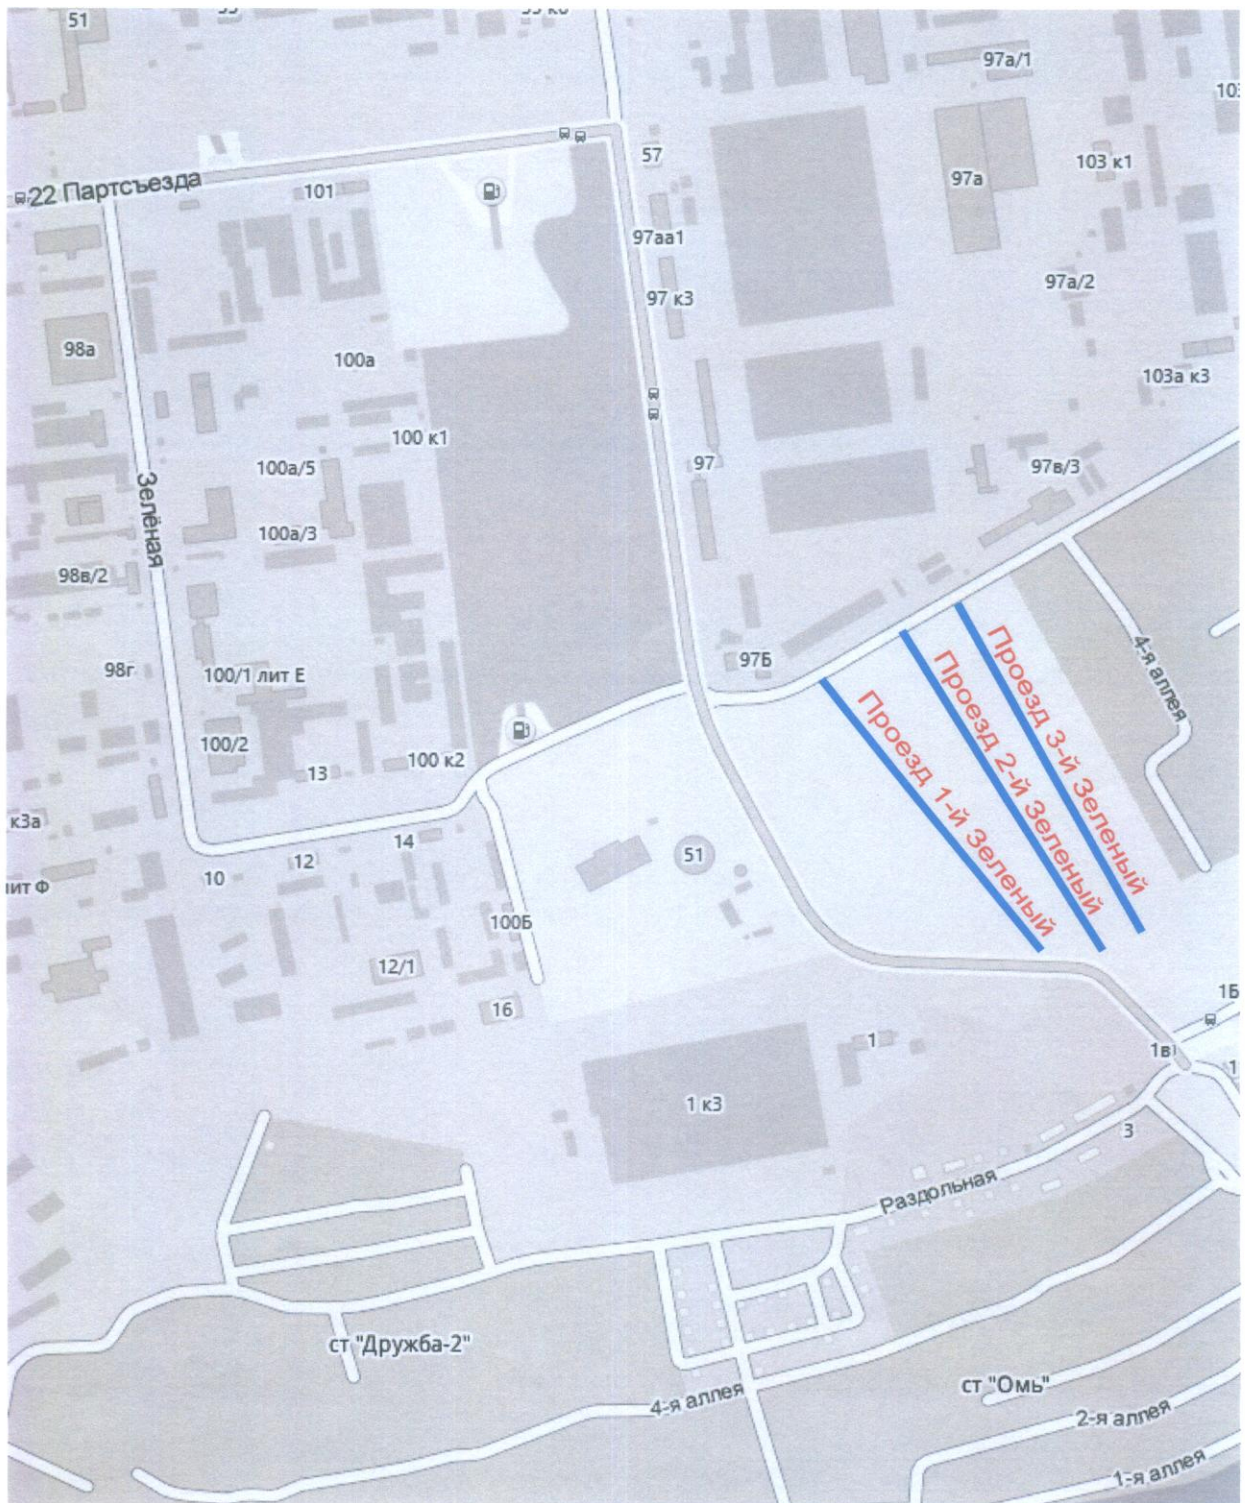 51
97а/1
57
97а
103 к1
22 Партсъезда
101
97аа1
97а/2
97 к3
98а
100а
103а к3
100 к1
97
97в/3
100а/5
Зелёная
100а/3
98в/2
97Б
98г
100/1 лит Е
4-я аллея
Проезд 3-й Зеленый
Проезд 2-й Зеленый
Проезд 1-й Зеленый
100/2
100 к2
13
к3а
14
51
12
10
100Б
12/1
16
1Б
1
1в
1 к3
3
Раздольная
ст "Дружба-2"
4-я аллея
ст "Омь"
2-я аллея
1-я аллея